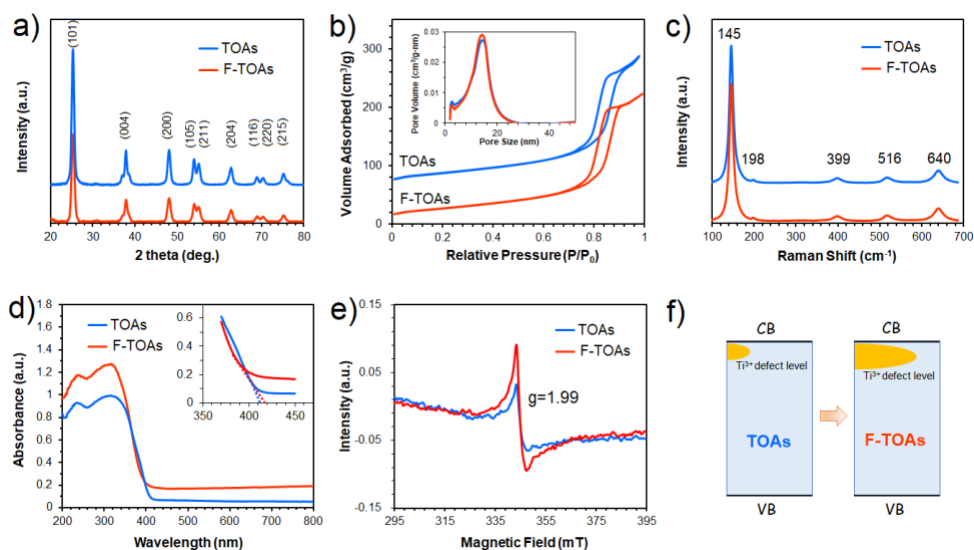 a)
(101)
TOAs
F-TOAs
(004)
(200)
(105)
(211)
(204)
(116)
(220)
(215)
Intensity (a.u.)
20 30 40 50 60 70 80
2 theta (deg.)
b)
Volume Adsorbed (cm³/g)
300
200
100
0
Pore Volume (cm³/g-nm)
0.03
0.02
0.01
0
0 20 40
Pore Size (nm)
TOAs
F-TOAs
0 0.2 0.4 0.6 0.8 1
Relative Pressure (P/P₀)
c)
145
TOAs
F-TOAs
198
399
516
640
Intensity (a.u.)
100 200 300 400 500 600 700
Raman Shift (cm⁻¹)
d)
Absorbance (a.u.)
1.8
1.6
1.4
1.2
1
0.8
0.6
0.4
0.2
0
TOAs
F-TOAs
0.6
0.4
0.2
0
350 400 450
200 300 400 500 600 700 800
Wavelength (nm)
e)
Intensity (a.u.)
0.15
0.05
-0.05
-0.15
TOAs
F-TOAs
g=1.99
295 315 335 355 375 395
Magnetic Field (mT)
f)
CB
Ti³⁺ defect level
TOAs
VB
CB
Ti³⁺ defect level
F-TOAs
VB